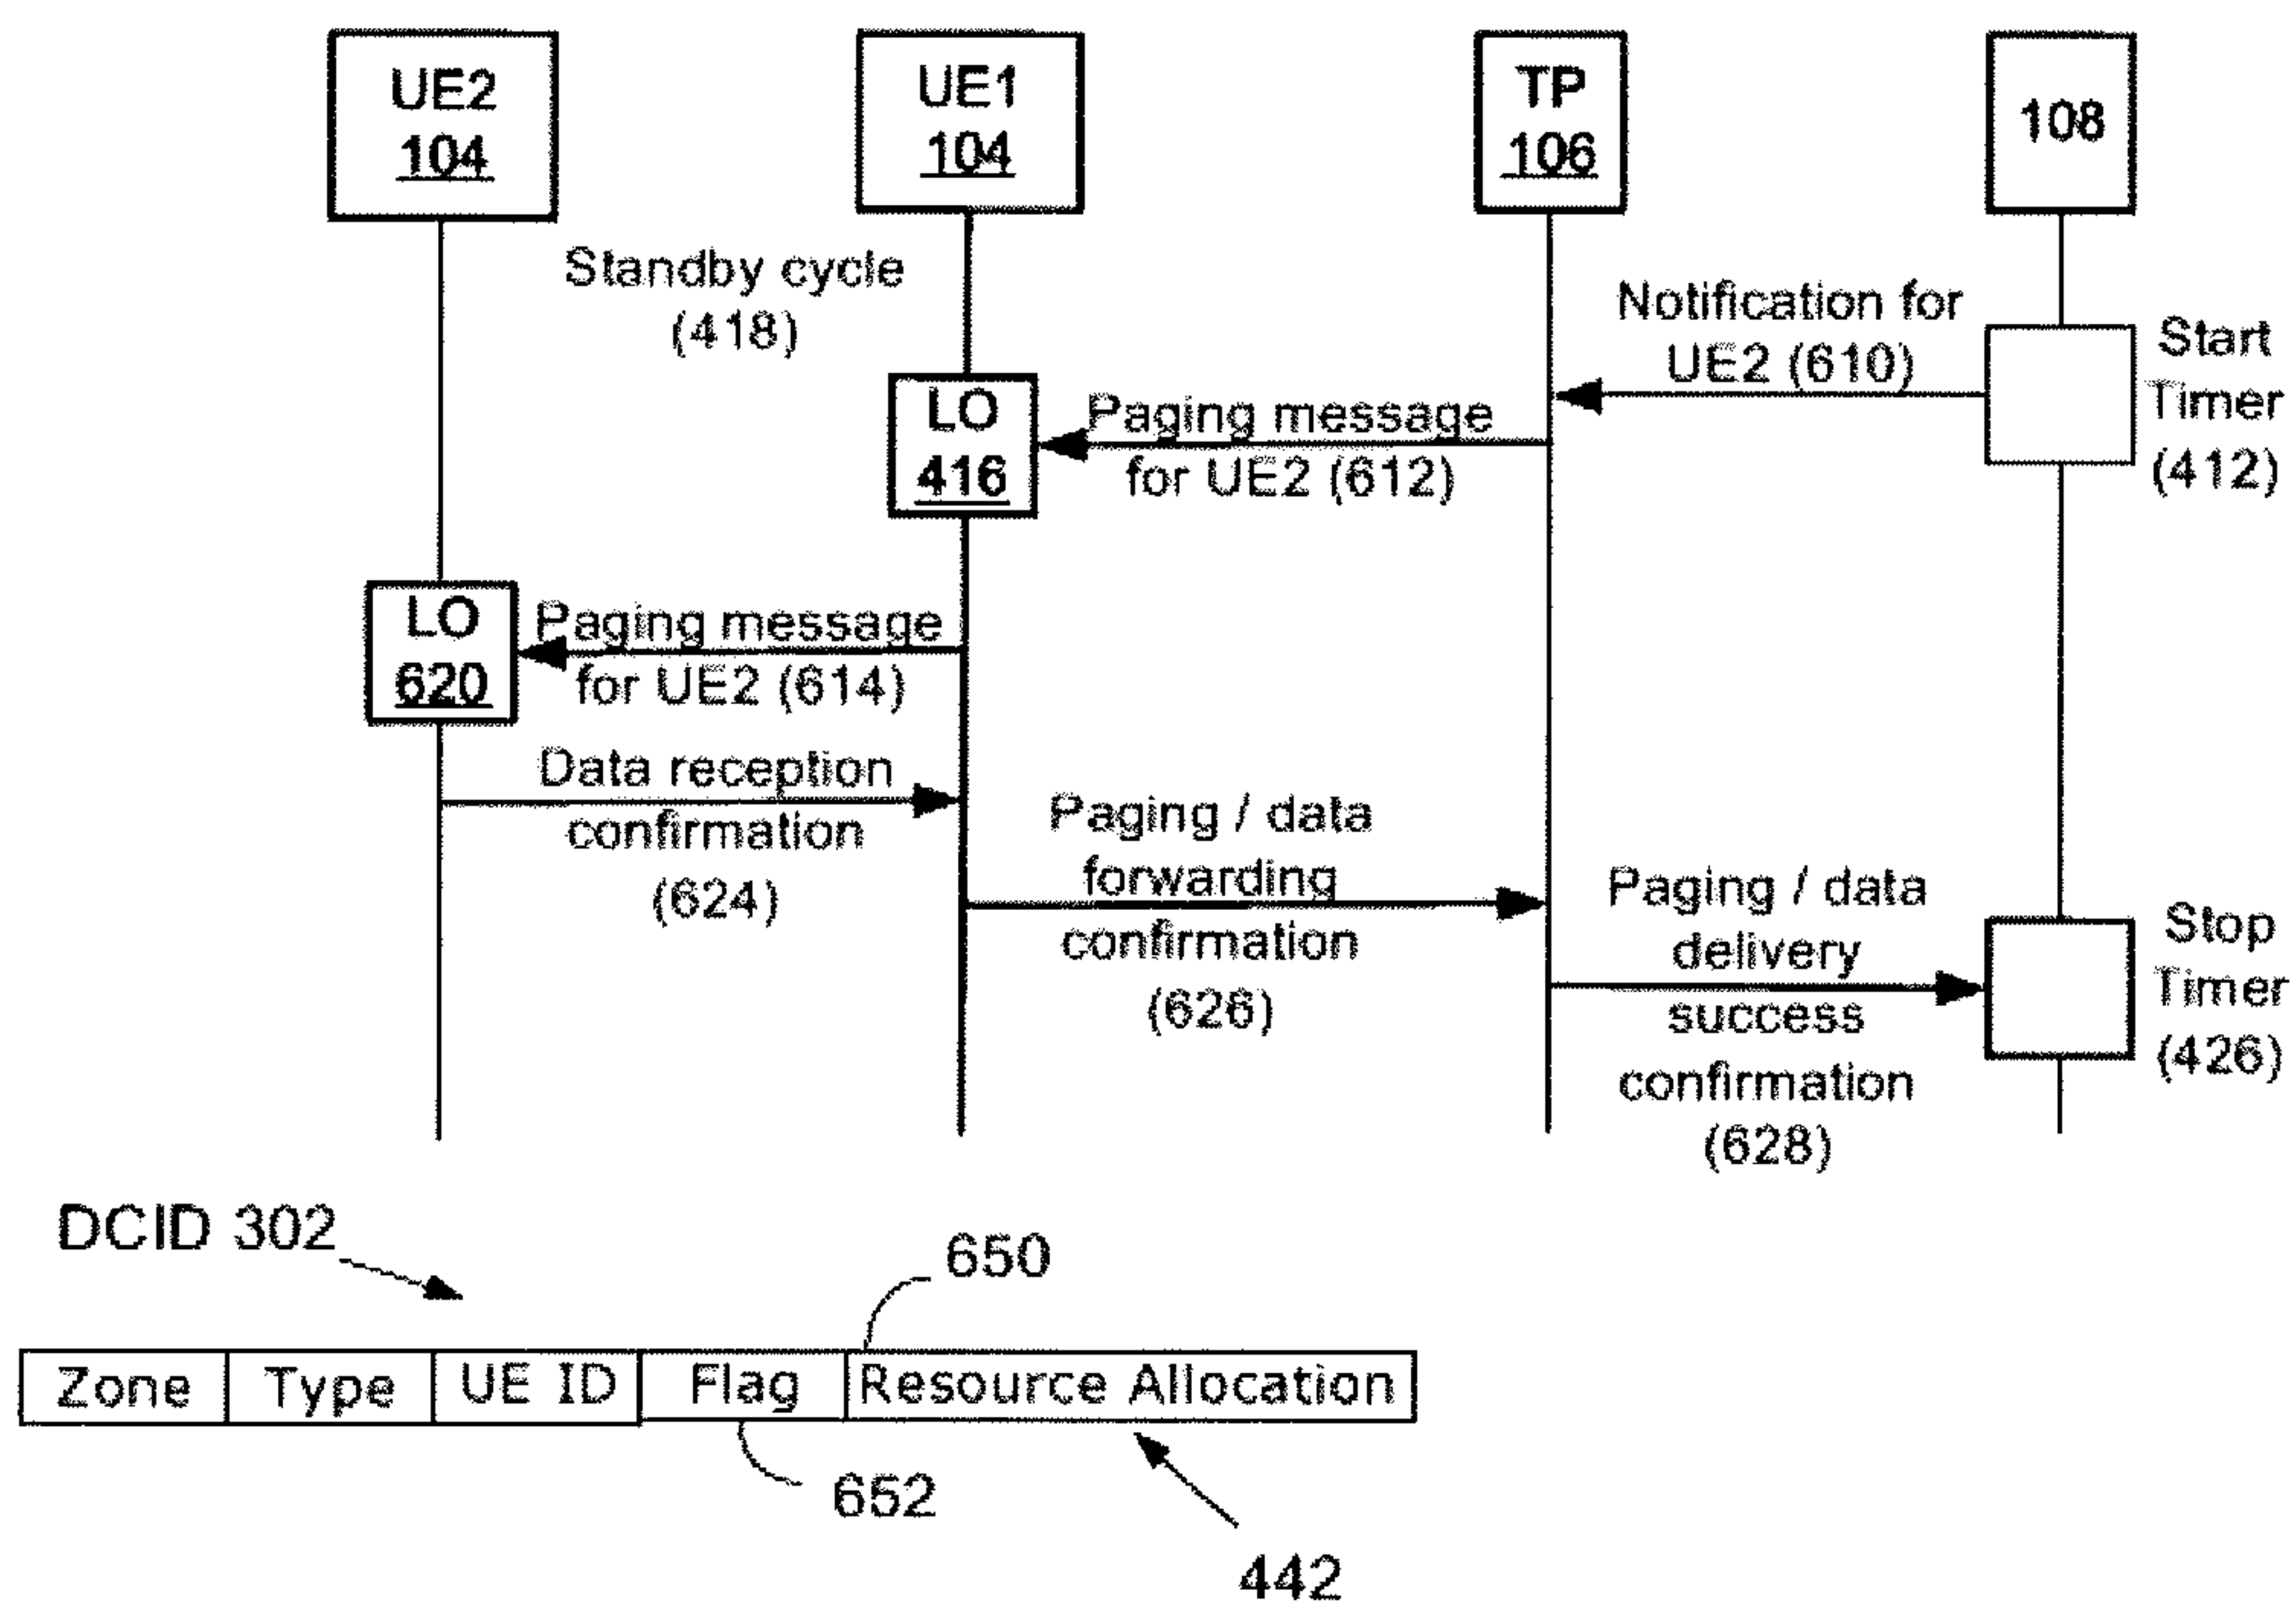 UE2
104
UE1
104
TP
106
108
Standby cycle
(418)
Notification for
UE2 (610)
Start
Timer
(412)
LO
416
Paging message
for UE2 (612)
LO
620
Paging message
for UE2 (614)
Data reception
confirmation
(624)
Paging / data
forwarding
confirmation
(626)
Paging / data
delivery
success
confirmation
(628)
Stop
Timer
(426)
DCID 302
650
Zone Type UE ID Flag Resource Allocation
652
442